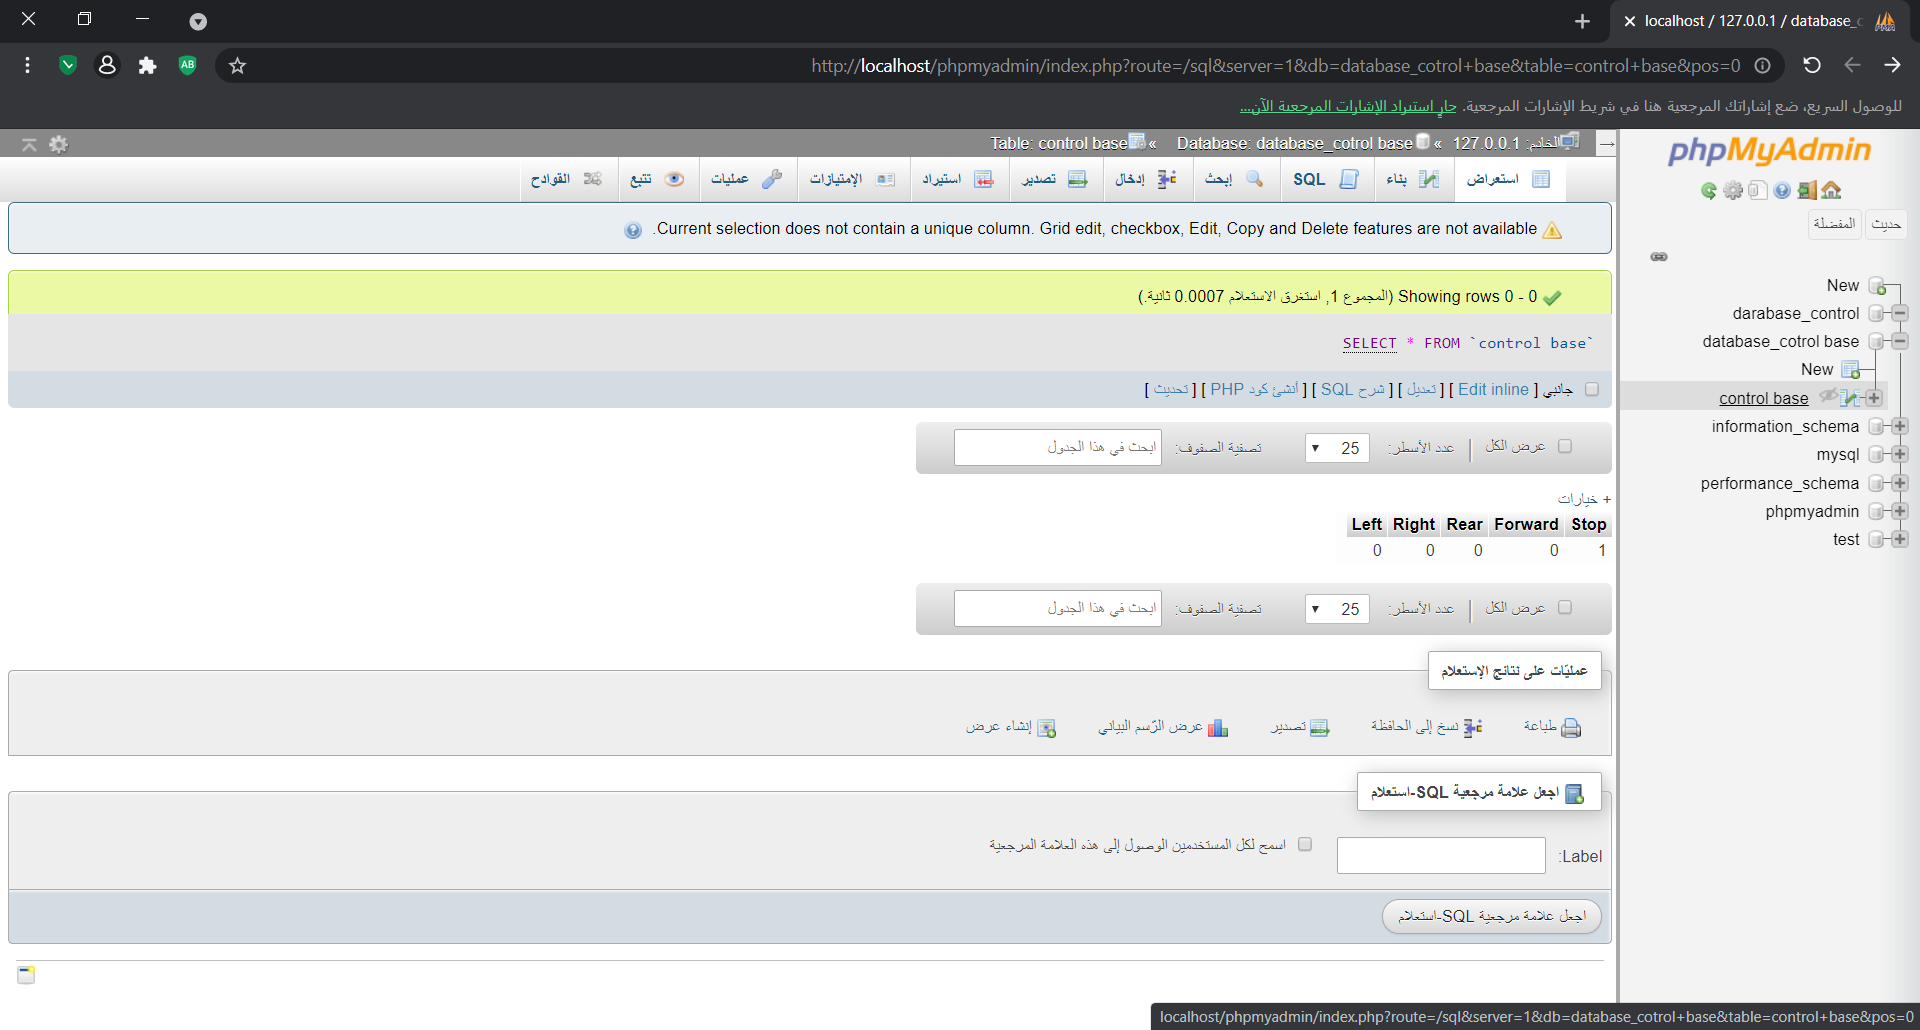 localhost / 127.0.0.1 / database_c
http://localhost/phpmyadmin/index.php?route=/sql&server=1&db=database_cotrol+base&table=control+base&pos=0
للوصول السريع، ضع إشاراتك المرجعية هنا في شريط الإشارات المرجعية. جارٍ استيراد الإشارات المرجعية الآن...
الخادم: 127.0.0.1 » Database: database_cotrol base » Table: control base
استعراض بناء SQL إبحث إدخال تصدير استيراد الإمتيازات عمليات تتبع القوادح
Current selection does not contain a unique column. Grid edit, checkbox, Edit, Copy and Delete features are not available.
Showing rows 0 - 0 (المجموع 1, استغرق الاستعلام 0.0007 ثانية.)
SELECT * FROM `control base`
جانبي [ Edit inline ] [ تعديل ] [ شرح SQL ] [ أنشئ كود PHP ] [ تحديث ]
عرض الكل عدد الأسطر: 25 تصفية الصفوف: ابحث في هذا الجدول
+ خيارات
Left Right Rear Forward Stop
0 0 0 0 1
عرض الكل عدد الأسطر: 25 تصفية الصفوف: ابحث في هذا الجدول
عمليّات على نتائج الإستعلام
طباعة نسخ إلى الحافظة تصدير عرض الرّسم البياني إنشاء عرض
اجعل علامة مرجعية SQL-استعلام
Label: اسمح لكل المستخدمين الوصول إلى هذه العلامة المرجعية
اجعل علامة مرجعية SQL-استعلام
phpMyAdmin
حديث المفضلة
New
darabase_control
database_cotrol base
New
control base
information_schema
mysql
performance_schema
phpmyadmin
test
localhost/phpmyadmin/index.php?route=/sql&server=1&db=database_cotrol+base&table=control+base&pos=0